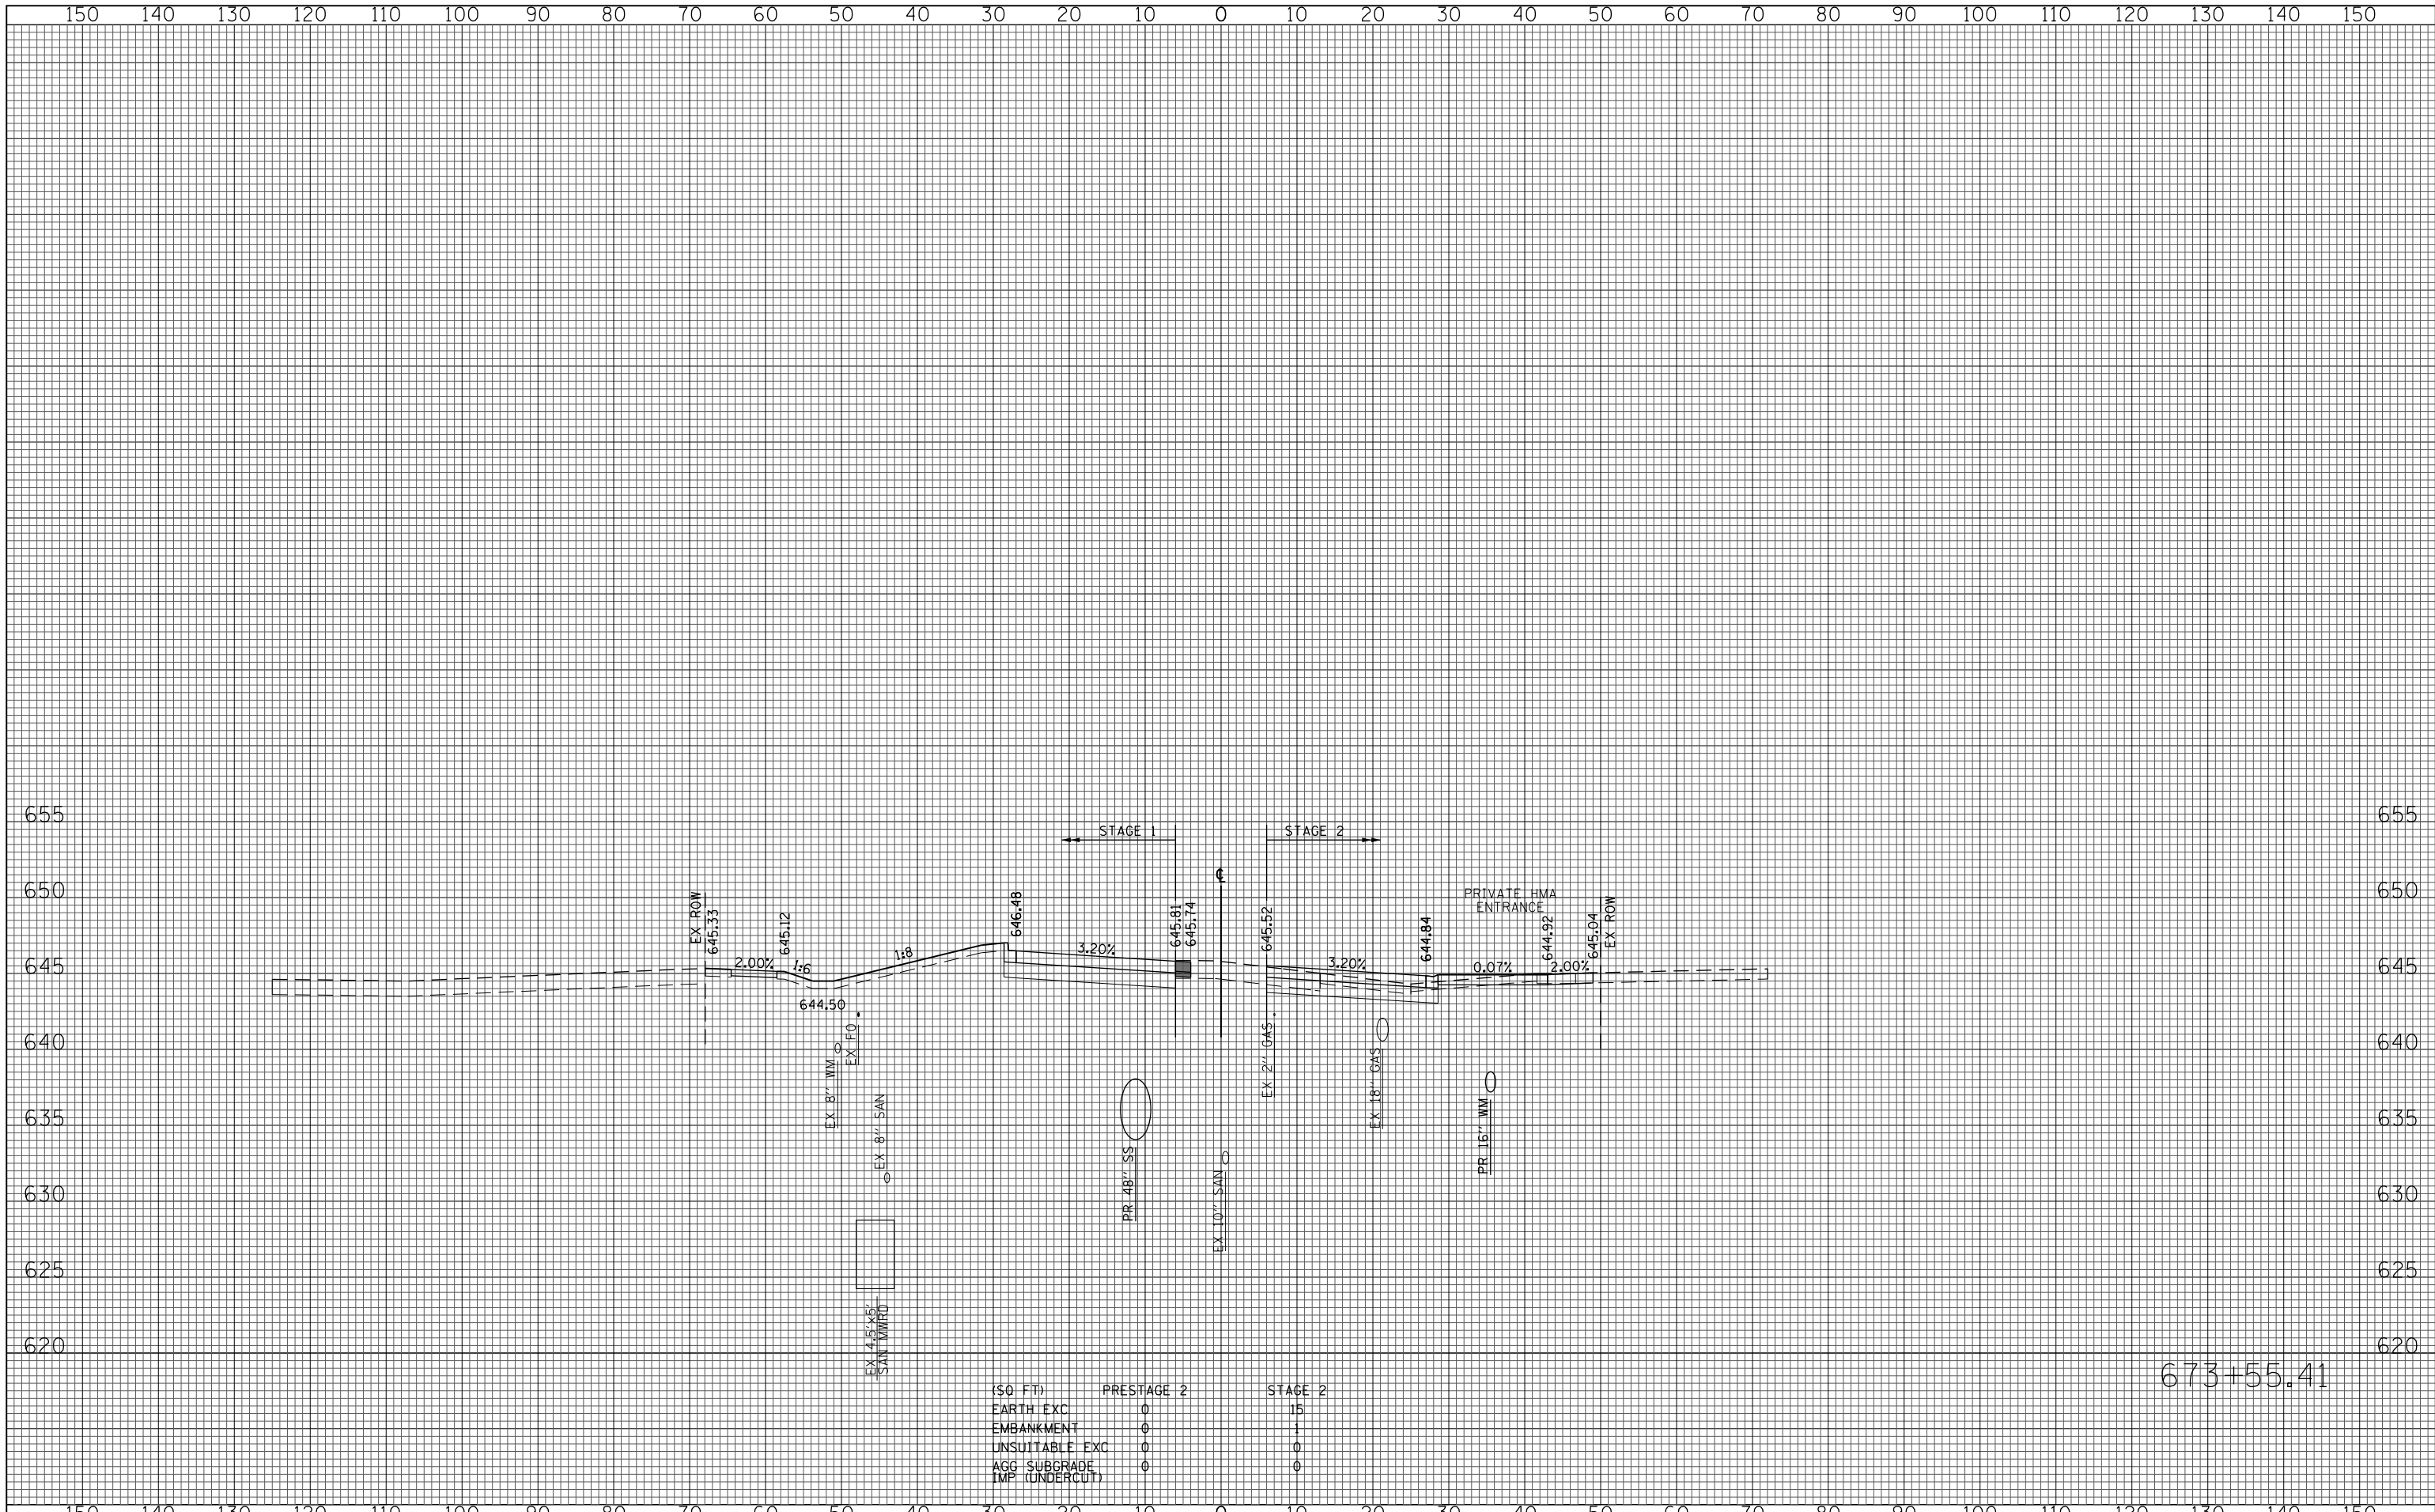 150 140 130 120 110 100 90 80 70 60 50 40 30 20 10 0 10 20 30 40 50 60 70 80 90 100 110 120 130 140 150
655 655
STAGE 1 STAGE 2
℄
650 650
EX ROW
645.33
645.12
646.48
645.81
645.74
645.52
644.84
PRIVATE HMA
ENTRANCE
644.92
645.04
EX ROW
645 645
2.00%
1:6
1:8
3.20%
3.20%
0.07%
2.00%
644.50
640 640
EX 8" WM
EX FO
EX 8" SAN
EX 2" GAS
EX 18" GAS
635 635
PR 48" SS
EX 10" SAN
PR 16" WM
630 630
625 625
EX 4.5'x5'
SAN MWRD
620 620
673+55.41
(SQ FT) PRESTAGE 2 STAGE 2
EARTH EXC 0 15
EMBANKMENT 0 1
UNSUITABLE EXC 0 0
AGG SUBGRADE 0 0
IMP (UNDERCUT)
150 140 130 120 110 100 90 80 70 60 50 40 30 20 10 0 10 20 30 40 50 60 70 80 90 100 110 120 130 140 150